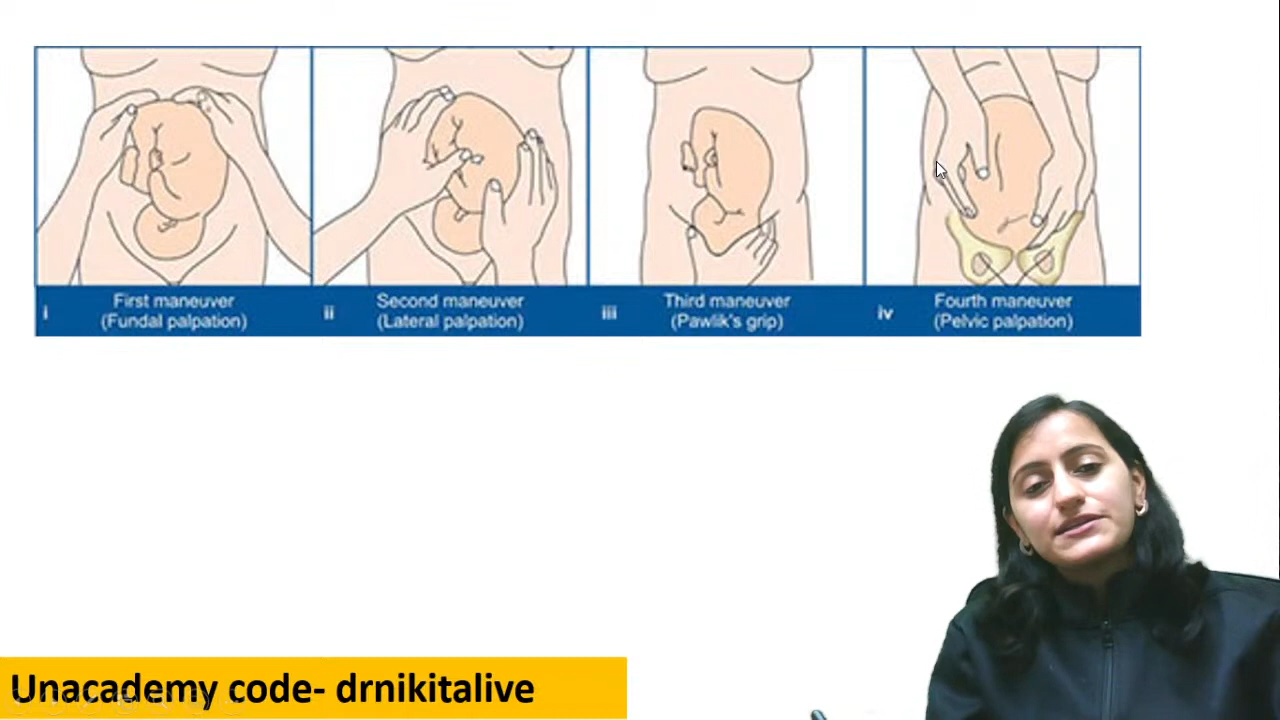 i
First maneuver
(Fundal palpation)
ii
Second maneuver
(Lateral palpation)
iii
Third maneuver
(Pawlik's grip)
iv
Fourth maneuver
(Pelvic palpation)
Unacademy code- drnikitalive